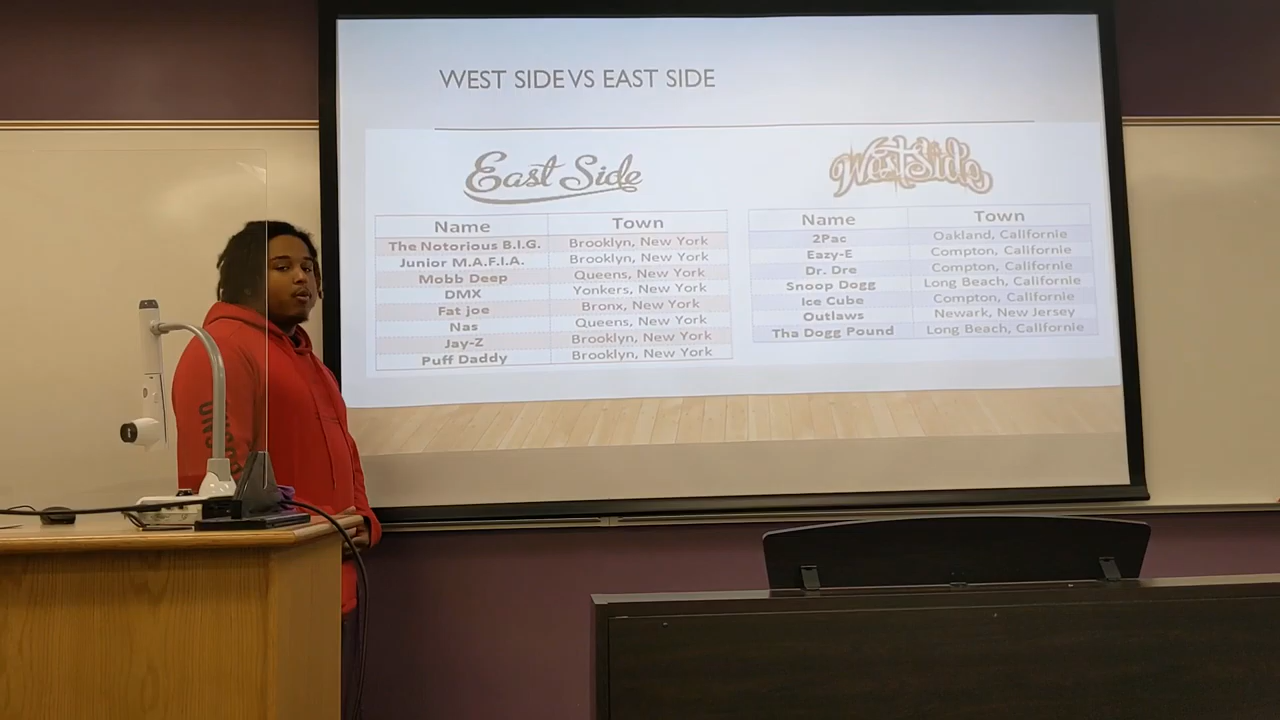 WEST SIDE VS EAST SIDE
East Side
Name Town
The Notorious B.I.G. Brooklyn, New York
Junior M.A.F.I.A. Brooklyn, New York
Mobb Deep Queens, New York
DMX Yonkers, New York
Fat joe Bronx, New York
Nas Queens, New York
Jay-Z Brooklyn, New York
Puff Daddy Brooklyn, New York
WestSide
Name Town
2Pac Oakland, Californie
Eazy-E Compton, Californie
Dr. Dre Compton, Californie
Snoop Dogg Long Beach, Californie
Ice Cube Compton, Californie
Outlaws Newark, New Jersey
Tha Dogg Pound Long Beach, Californie